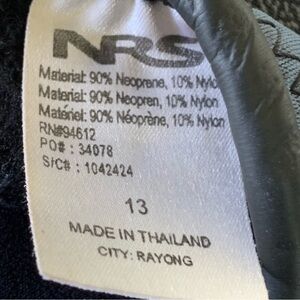 NRS
Material: 90% Neoprene, 10% Nylo
Material: 90% Neopren, 10% Nylon
Matériel: 90% Néoprène, 10% Nylon
RN#94612
PO# : 34078
S/C# : 1042424
13
MADE IN THAILAND
CITY: RAYONG